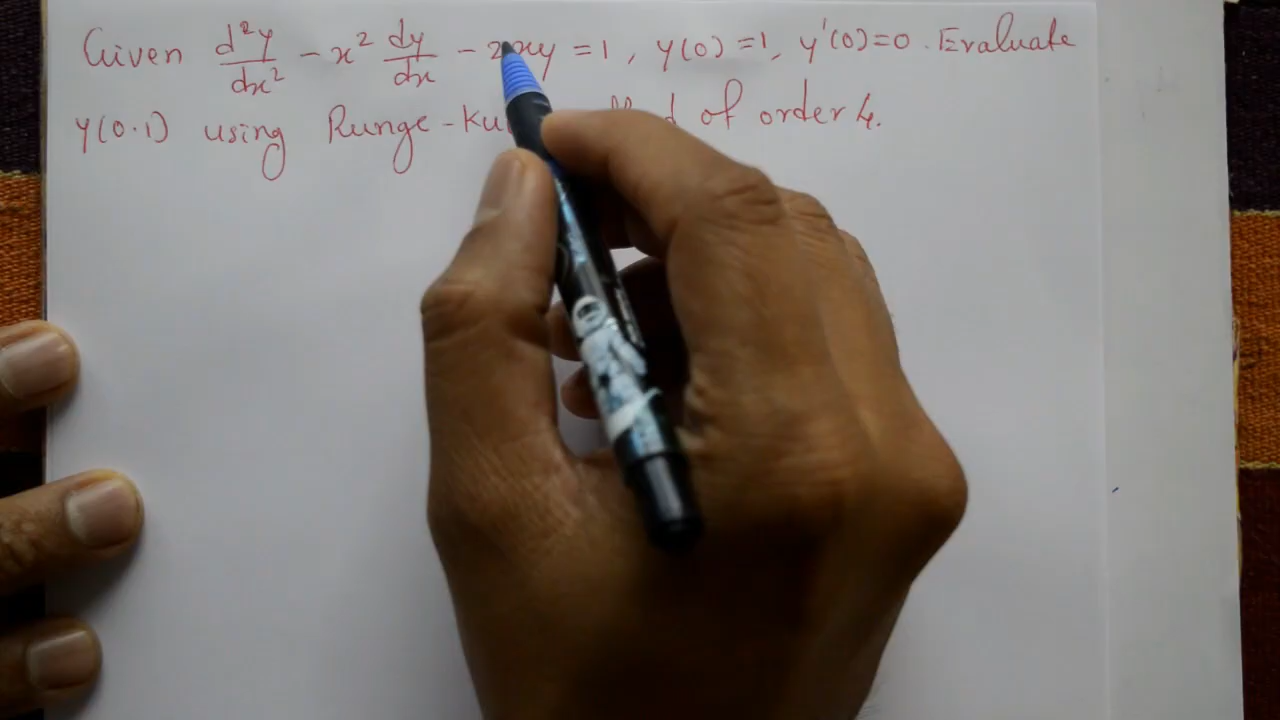 Given d²y/dx² - x² dy/dx - 2xy = 1, y(0) = 1, y'(0)=0. Evaluate
y(0.1) using Runge- of order 4.